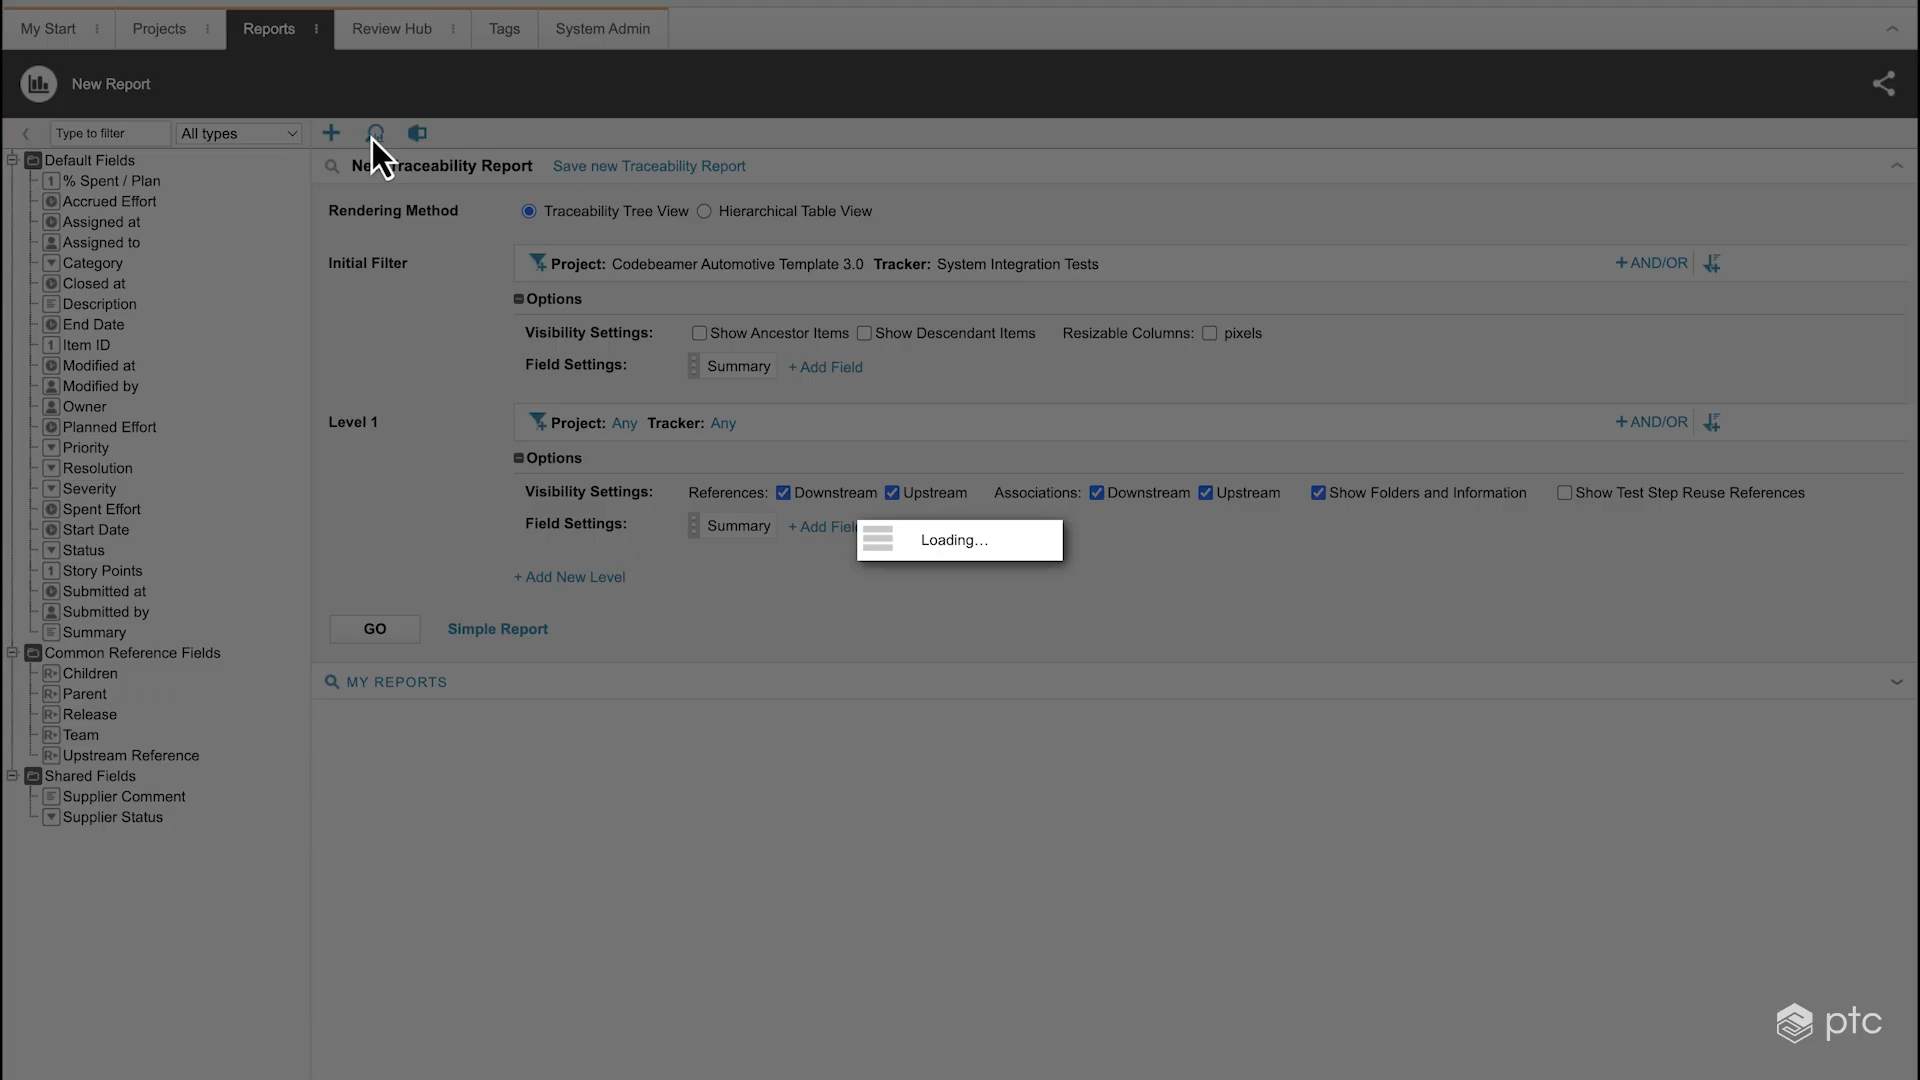 My Start Projects Reports Review Hub Tags System Admin
New Report
Type to filter All types
Default Fields
% Spent / Plan
Accrued Effort
Assigned at
Assigned to
Category
Closed at
Description
End Date
Item ID
Modified at
Modified by
Owner
Planned Effort
Priority
Resolution
Severity
Spent Effort
Start Date
Status
Story Points
Submitted at
Submitted by
Summary
Common Reference Fields
Children
Parent
Release
Team
Upstream Reference
Shared Fields
Supplier Comment
Supplier Status
Traceability Report Save new Traceability Report
Rendering Method Traceability Tree View Hierarchical Table View
Initial Filter Project: Codebeamer Automotive Template 3.0 Tracker: System Integration Tests +AND/OR
Options
Visibility Settings: Show Ancestor Items Show Descendant Items Resizable Columns: pixels
Field Settings: Summary + Add Field
Level 1 Project: Any Tracker: Any +AND/OR
Options
Visibility Settings: References: Downstream Upstream Associations: Downstream Upstream Show Folders and Information Show Test Step Reuse References
Field Settings: Summary + Add Fiel
Loading...
+ Add New Level
GO Simple Report
MY REPORTS
ptc